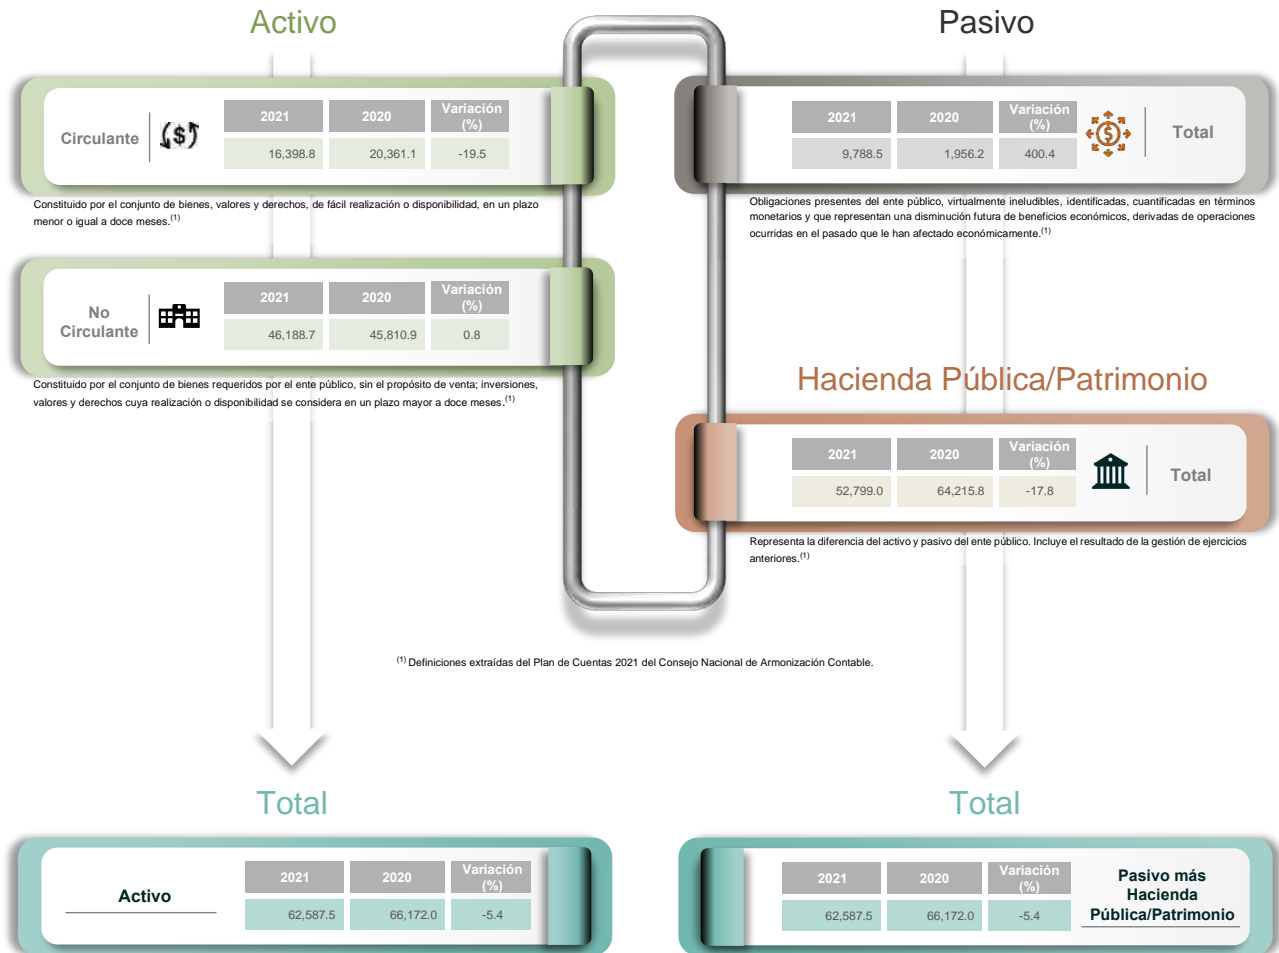 Activo
Circulante
2021 2020 Variación (%)
16,398.8 20,361.1 -19.5
Constituido por el conjunto de bienes, valores y derechos, de fácil realización o disponibilidad, en un plazo
menor o igual a doce meses.(1)
No
Circulante
2021 2020 Variación (%)
46,188.7 45,810.9 0.8
Constituido por el conjunto de bienes requeridos por el ente público, sin el propósito de venta; inversiones,
valores y derechos cuya realización o disponibilidad se considera en un plazo mayor a doce meses.(1)
Pasivo
2021 2020 Variación (%)
9,788.5 1,956.2 400.4
Total
Obligaciones presentes del ente público, virtualmente ineludibles, identificadas, cuantificadas en términos
monetarios y que representan una disminución futura de beneficios económicos, derivadas de operaciones
ocurridas en el pasado que le han afectado económicamente.(1)
Hacienda Pública/Patrimonio
2021 2020 Variación (%)
52,799.0 64,215.8 -17.8
Total
Representa la diferencia del activo y pasivo del ente público. Incluye el resultado de la gestión de ejercicios
anteriores.(1)
(1) Definiciones extraídas del Plan de Cuentas 2021 del Consejo Nacional de Armonización Contable.
Total
Activo
2021 2020 Variación (%)
62,587.5 66,172.0 -5.4
Total
2021 2020 Variación (%)
62,587.5 66,172.0 -5.4
Pasivo más
Hacienda
Pública/Patrimonio